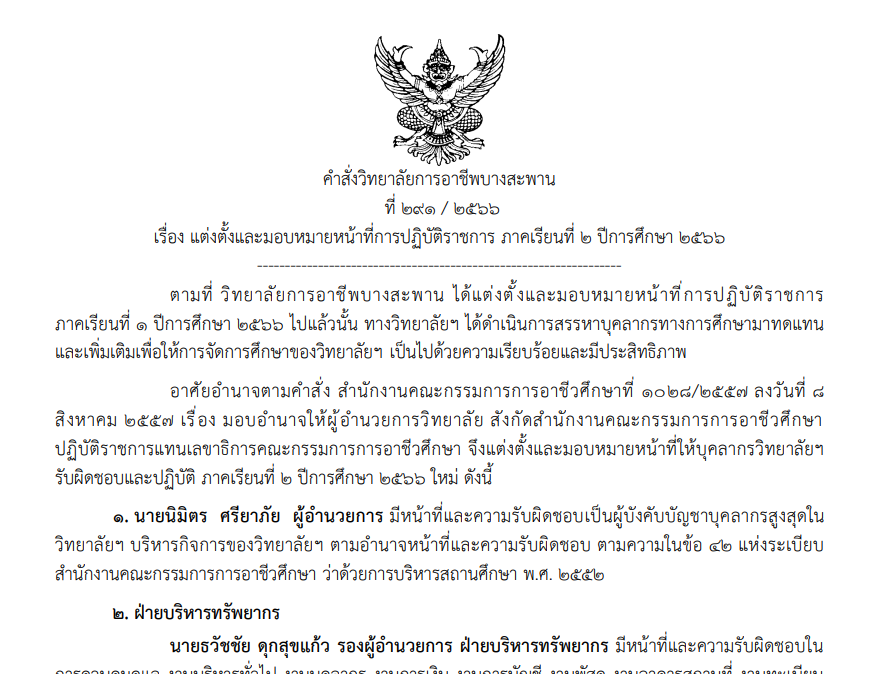 คำสั่งวิทยาลัยการอาชีพบางสะพาน
ที่ ๒๙๑ / ๒๕๖๖
เรื่อง แต่งตั้งและมอบหมายหน้าที่การปฏิบัติราชการ ภาคเรียนที่ ๒ ปีการศึกษา ๒๕๖๖
------------------------------------------------------------------
ตามที่ วิทยาลัยการอาชีพบางสะพาน ได้แต่งตั้งและมอบหมายหน้าที่การปฏิบัติราชการ
ภาคเรียนที่ ๑ ปีการศึกษา ๒๕๖๖ ไปแล้วนั้น ทางวิทยาลัยฯ ได้ดำเนินการสรรหาบุคลากรทางการศึกษามาทดแทน
และเพิ่มเติมเพื่อให้การจัดการศึกษาของวิทยาลัยฯ เป็นไปด้วยความเรียบร้อยและมีประสิทธิภาพ
อาศัยอำนาจตามคำสั่ง สำนักงานคณะกรรมการการอาชีวศึกษาที่ ๑๐๒๘/๒๕๕๗ ลงวันที่ ๘
สิงหาคม ๒๕๕๗ เรื่อง มอบอำนาจให้ผู้อำนวยการวิทยาลัย สังกัดสำนักงานคณะกรรมการการอาชีวศึกษา
ปฏิบัติราชการแทนเลขาธิการคณะกรรมการการอาชีวศึกษา จึงแต่งตั้งและมอบหมายหน้าที่ให้บุคลากรวิทยาลัยฯ
รับผิดชอบและปฏิบัติ ภาคเรียนที่ ๒ ปีการศึกษา ๒๕๖๖ ใหม่ ดังนี้
๑. นายนิมิตร ศรียาภัย ผู้อำนวยการ มีหน้าที่และความรับผิดชอบเป็นผู้บังคับบัญชาบุคลากรสูงสุดใน
วิทยาลัยฯ บริหารกิจการของวิทยาลัยฯ ตามอำนาจหน้าที่และความรับผิดชอบ ตามความในข้อ ๔๒ แห่งระเบียบ
สำนักงานคณะกรรมการการอาชีวศึกษา ว่าด้วยการบริหารสถานศึกษา พ.ศ. ๒๕๕๒
๒. ฝ่ายบริหารทรัพยากร
นายธวัชชัย ดุกสุขแก้ว รองผู้อำนวยการ ฝ่ายบริหารทรัพยากร มีหน้าที่และความรับผิดชอบใน